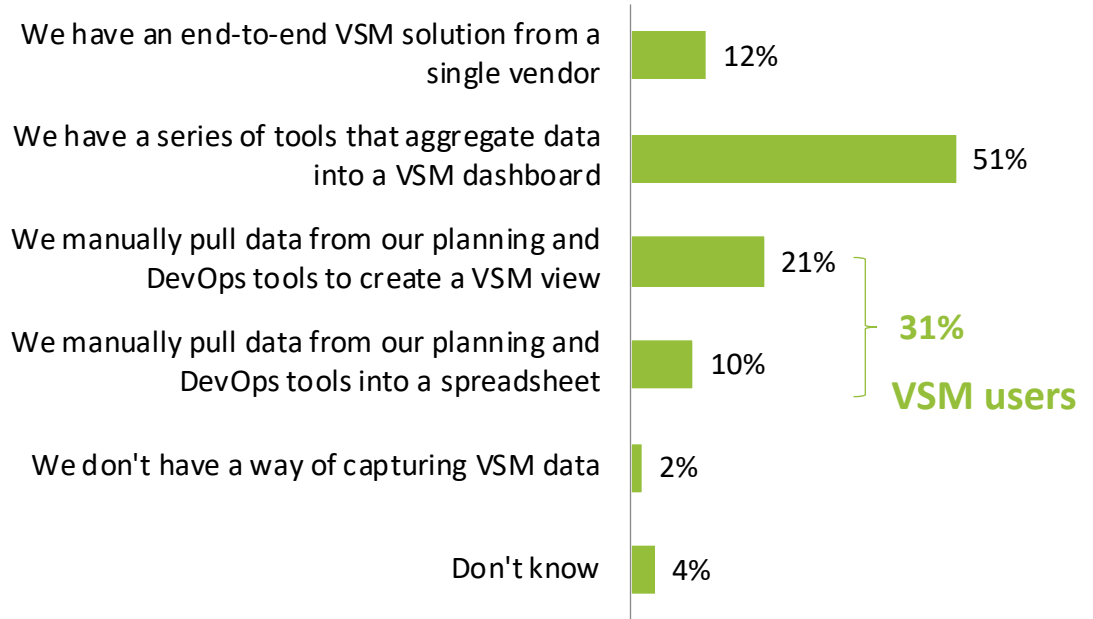 We have an end-to-end VSM solution from a
single vendor
12%
We have a series of tools that aggregate data
into a VSM dashboard
51%
We manually pull data from our planning and
DevOps tools to create a VSM view
21%
We manually pull data from our planning and
DevOps tools into a spreadsheet
10%
31%
VSM users
We don't have a way of capturing VSM data
2%
Don't know
4%